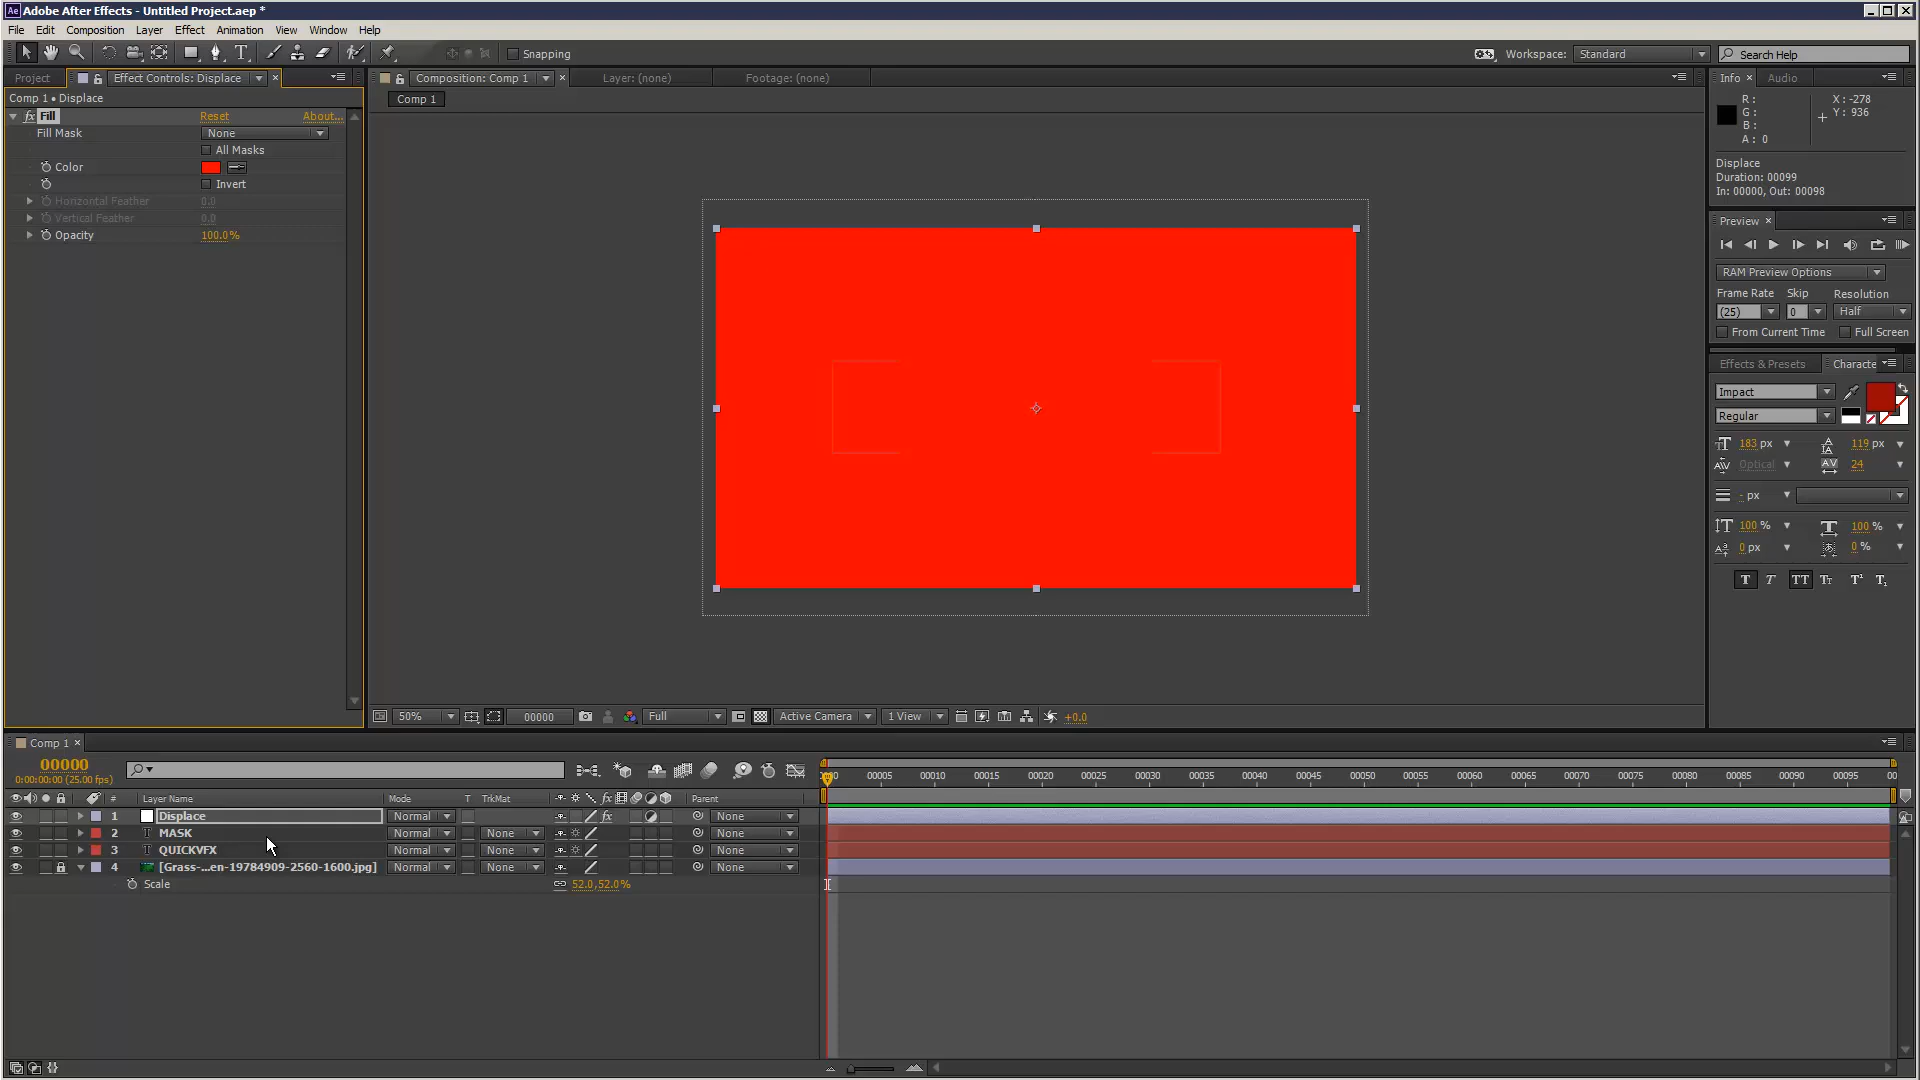 Adobe After Effects - Untitled Project.aep *
File Edit Composition Layer Effect Animation View Window Help
Snapping
Workspace: Standard
Search Help
Project Effect Controls: Displace
Comp 1 • Displace
fx Fill Reset About...
Fill Mask None
All Masks
Color
Invert
Horizontal Feather 0.0
Vertical Feather 0.0
Opacity 100.0%
Composition: Comp 1 Layer: (none) Footage: (none)
Comp 1
50% 00000 Full Active Camera 1 View +0.0
Info Audio
R: X: -278
G: Y: 936
B:
A: 0
Displace
Duration: 00099
In: 00000, Out: 00098
Preview
RAM Preview Options
Frame Rate Skip Resolution
(25) 0 Half
From Current Time Full Screen
Effects & Presets Characte
Impact
Regular
183 px 119 px
Optical 24
- px
100 % 100 %
0 px 0 %
T T TT Tт T¹ T₁
Comp 1
00000
0:00:00:00 (25.00 fps)
# Layer Name Mode T TrkMat fx Parent
1 Displace Normal fx None
2 T MASK Normal None None
3 T QUICKVFX Normal None None
4 [Grass-...en-19784909-2560-1600.jpg] Normal None None
Scale 52.0,52.0%
00005 00010 00015 00020 00025 00030 00035 00040 00045 00050 00055 00060 00065 00070 00075 00080 00085 00090 00095 00